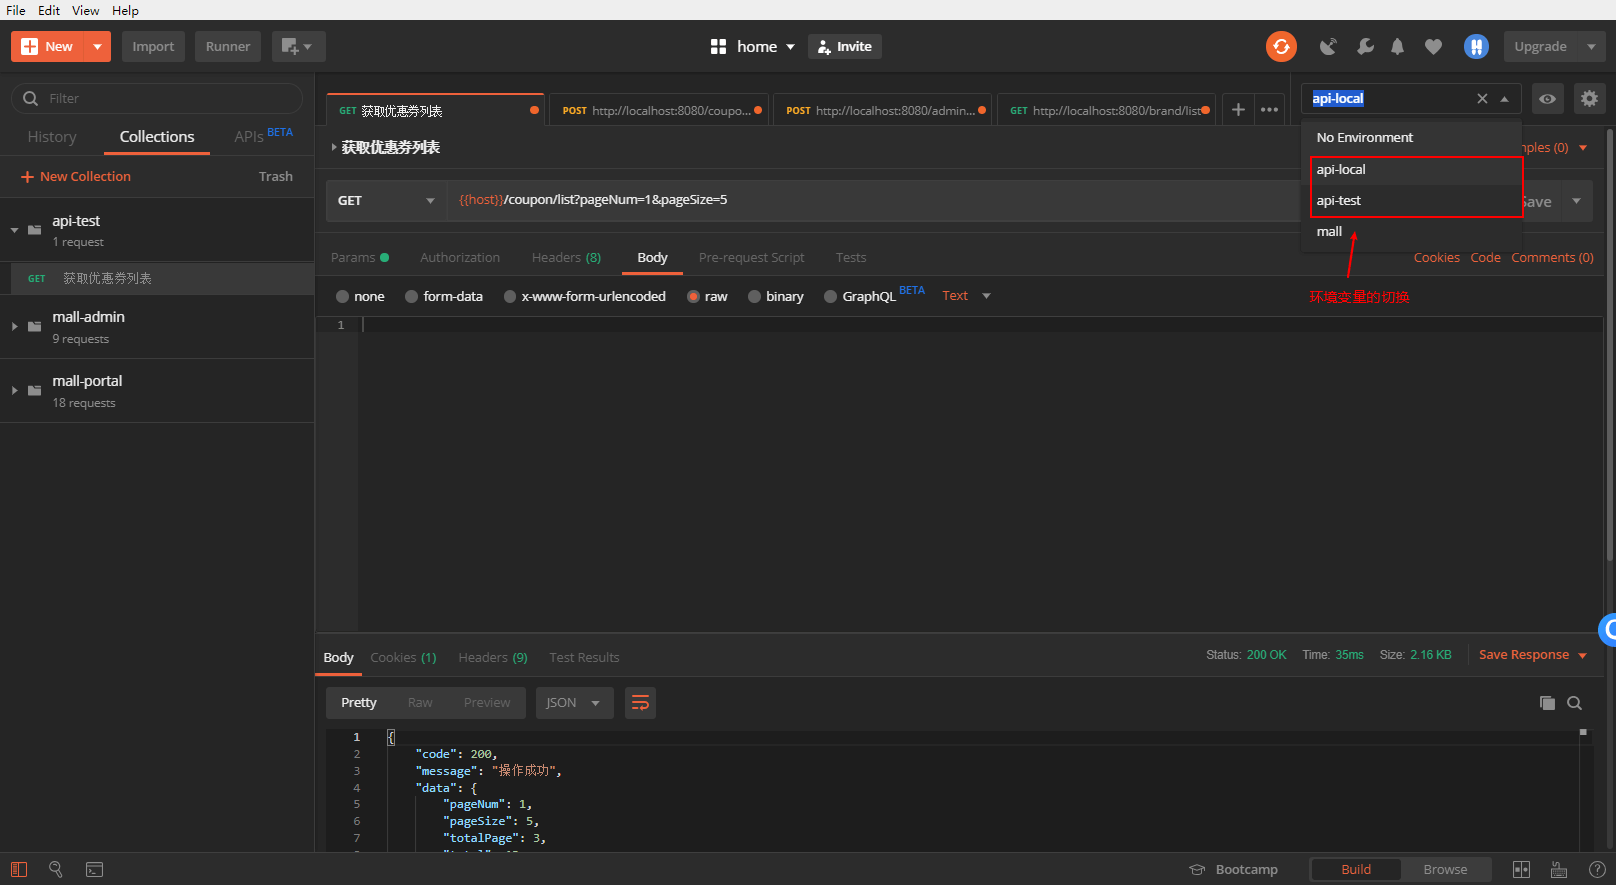 File Edit View Help
New Import Runner home Invite Upgrade
Filter
History Collections APIs BETA
New Collection Trash
api-test
1 request
GET 获取优惠券列表
mall-admin
9 requests
mall-portal
18 requests
GET 获取优惠券列表 POST http://localhost:8080/coupo... POST http://localhost:8080/admin... GET http://localhost:8080/brand/list
api-local
No Environment
api-local
api-test
mall
环境变量的切换
获取优惠券列表 mples (0)
GET {{host}}/coupon/list?pageNum=1&pageSize=5 Save
Params Authorization Headers (8) Body Pre-request Script Tests Cookies Code Comments (0)
none form-data x-www-form-urlencoded raw binary GraphQL BETA Text
1
Body Cookies (1) Headers (9) Test Results Status: 200 OK Time: 35ms Size: 2.16 KB Save Response
Pretty Raw Preview JSON
1 {
2 "code": 200,
3 "message": "操作成功",
4 "data": {
5 "pageNum": 1,
6 "pageSize": 5,
7 "totalPage": 3,
Bootcamp Build Browse